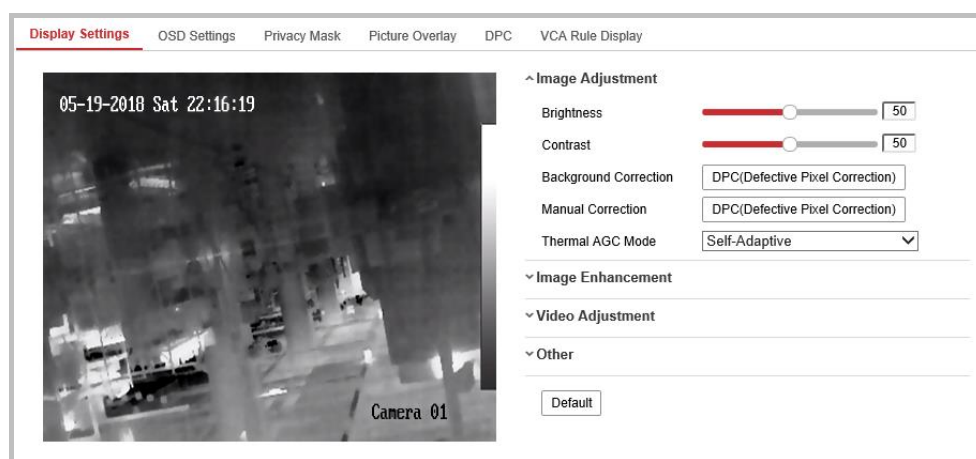 Display Settings OSD Settings Privacy Mask Picture Overlay DPC VCA Rule Display
05-19-2018 Sat 22:16:19
Camera 01
Image Adjustment
Brightness 50
Contrast 50
Background Correction DPC(Defective Pixel Correction)
Manual Correction DPC(Defective Pixel Correction)
Thermal AGC Mode Self-Adaptive
Image Enhancement
Video Adjustment
Other
Default